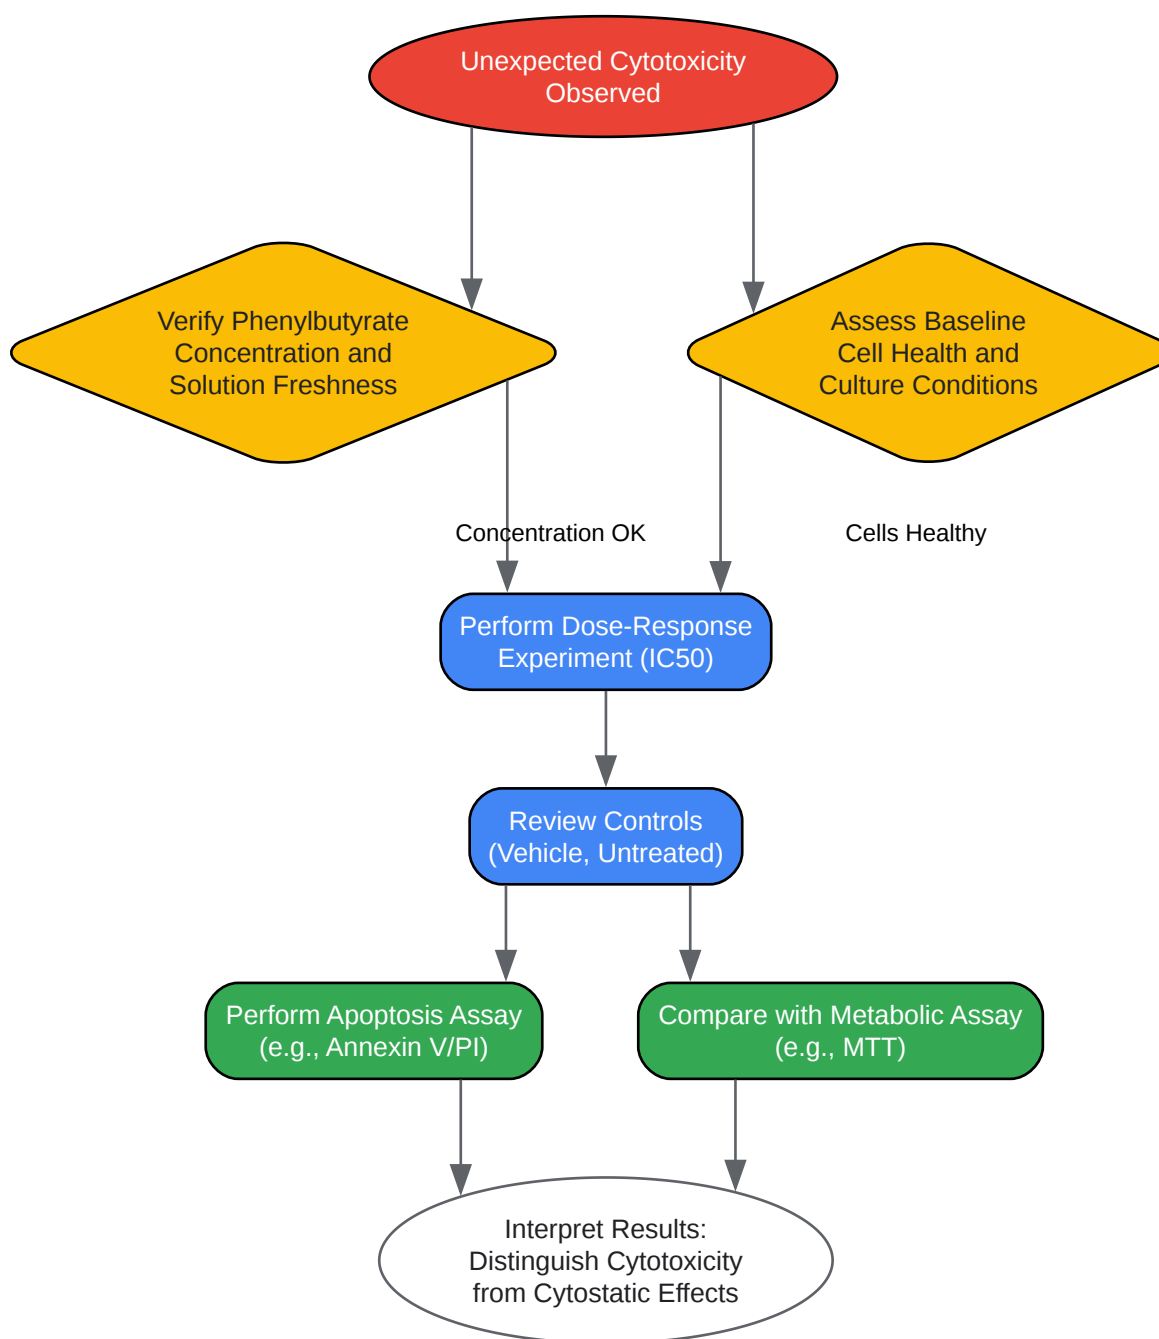 Unexpected Cytotoxicity
Observed
Verify Phenylbutyrate
Concentration and
Solution Freshness
Assess Baseline
Cell Health and
Culture Conditions
Concentration OK
Cells Healthy
Perform Dose-Response
Experiment (IC50)
Review Controls
(Vehicle, Untreated)
Perform Apoptosis Assay
(e.g., Annexin V/PI)
Compare with Metabolic Assay
(e.g., MTT)
Interpret Results:
Distinguish Cytotoxicity
from Cytostatic Effects